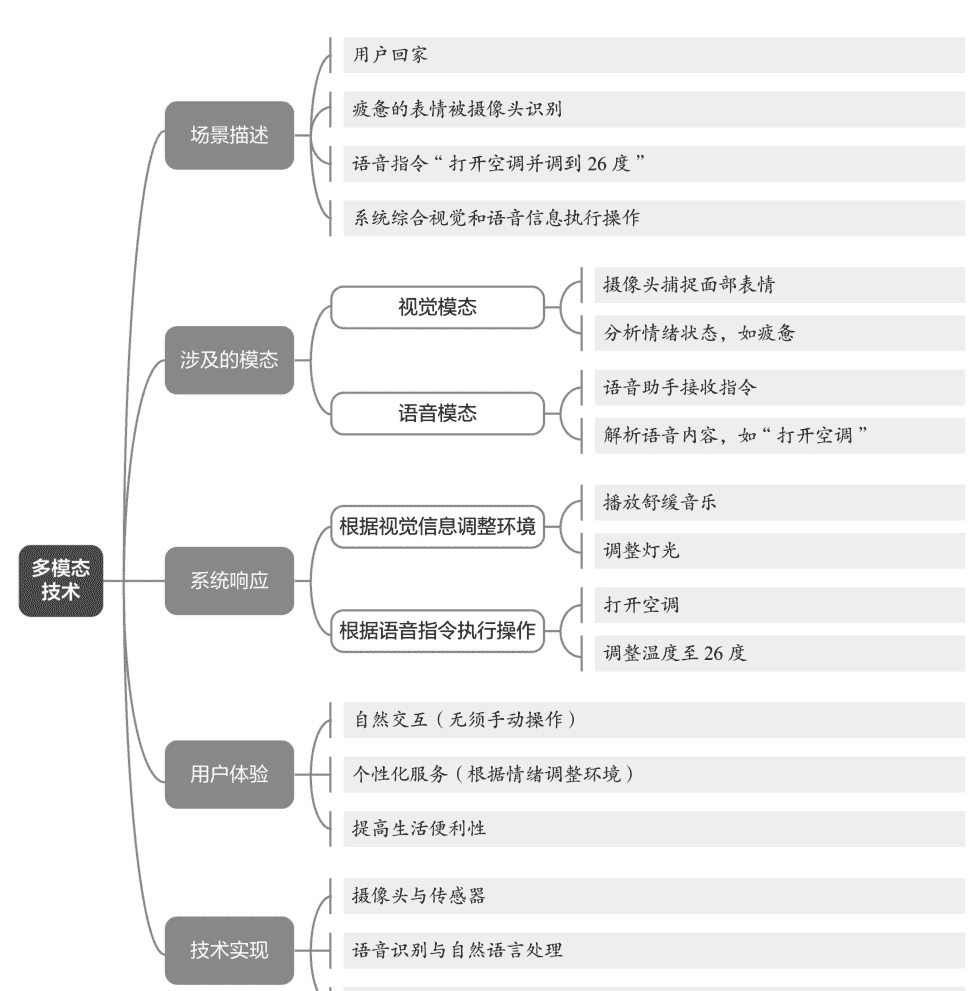 用户回家
疲惫的表情被摄像头识别
场景描述
语音指令“打开空调并调到 26 度”
系统综合视觉和语音信息执行操作
摄像头捕捉面部表情
视觉模态
分析情绪状态，如疲惫
涉及的模态
语音助手接收指令
语音模态
解析语音内容，如“打开空调”
播放舒缓音乐
根据视觉信息调整环境
调整灯光
多模态
技术
系统响应
打开空调
根据语音指令执行操作
调整温度至 26 度
自然交互（无须手动操作）
用户体验
个性化服务（根据情绪调整环境）
提高生活便利性
摄像头与传感器
技术实现
语音识别与自然语言处理